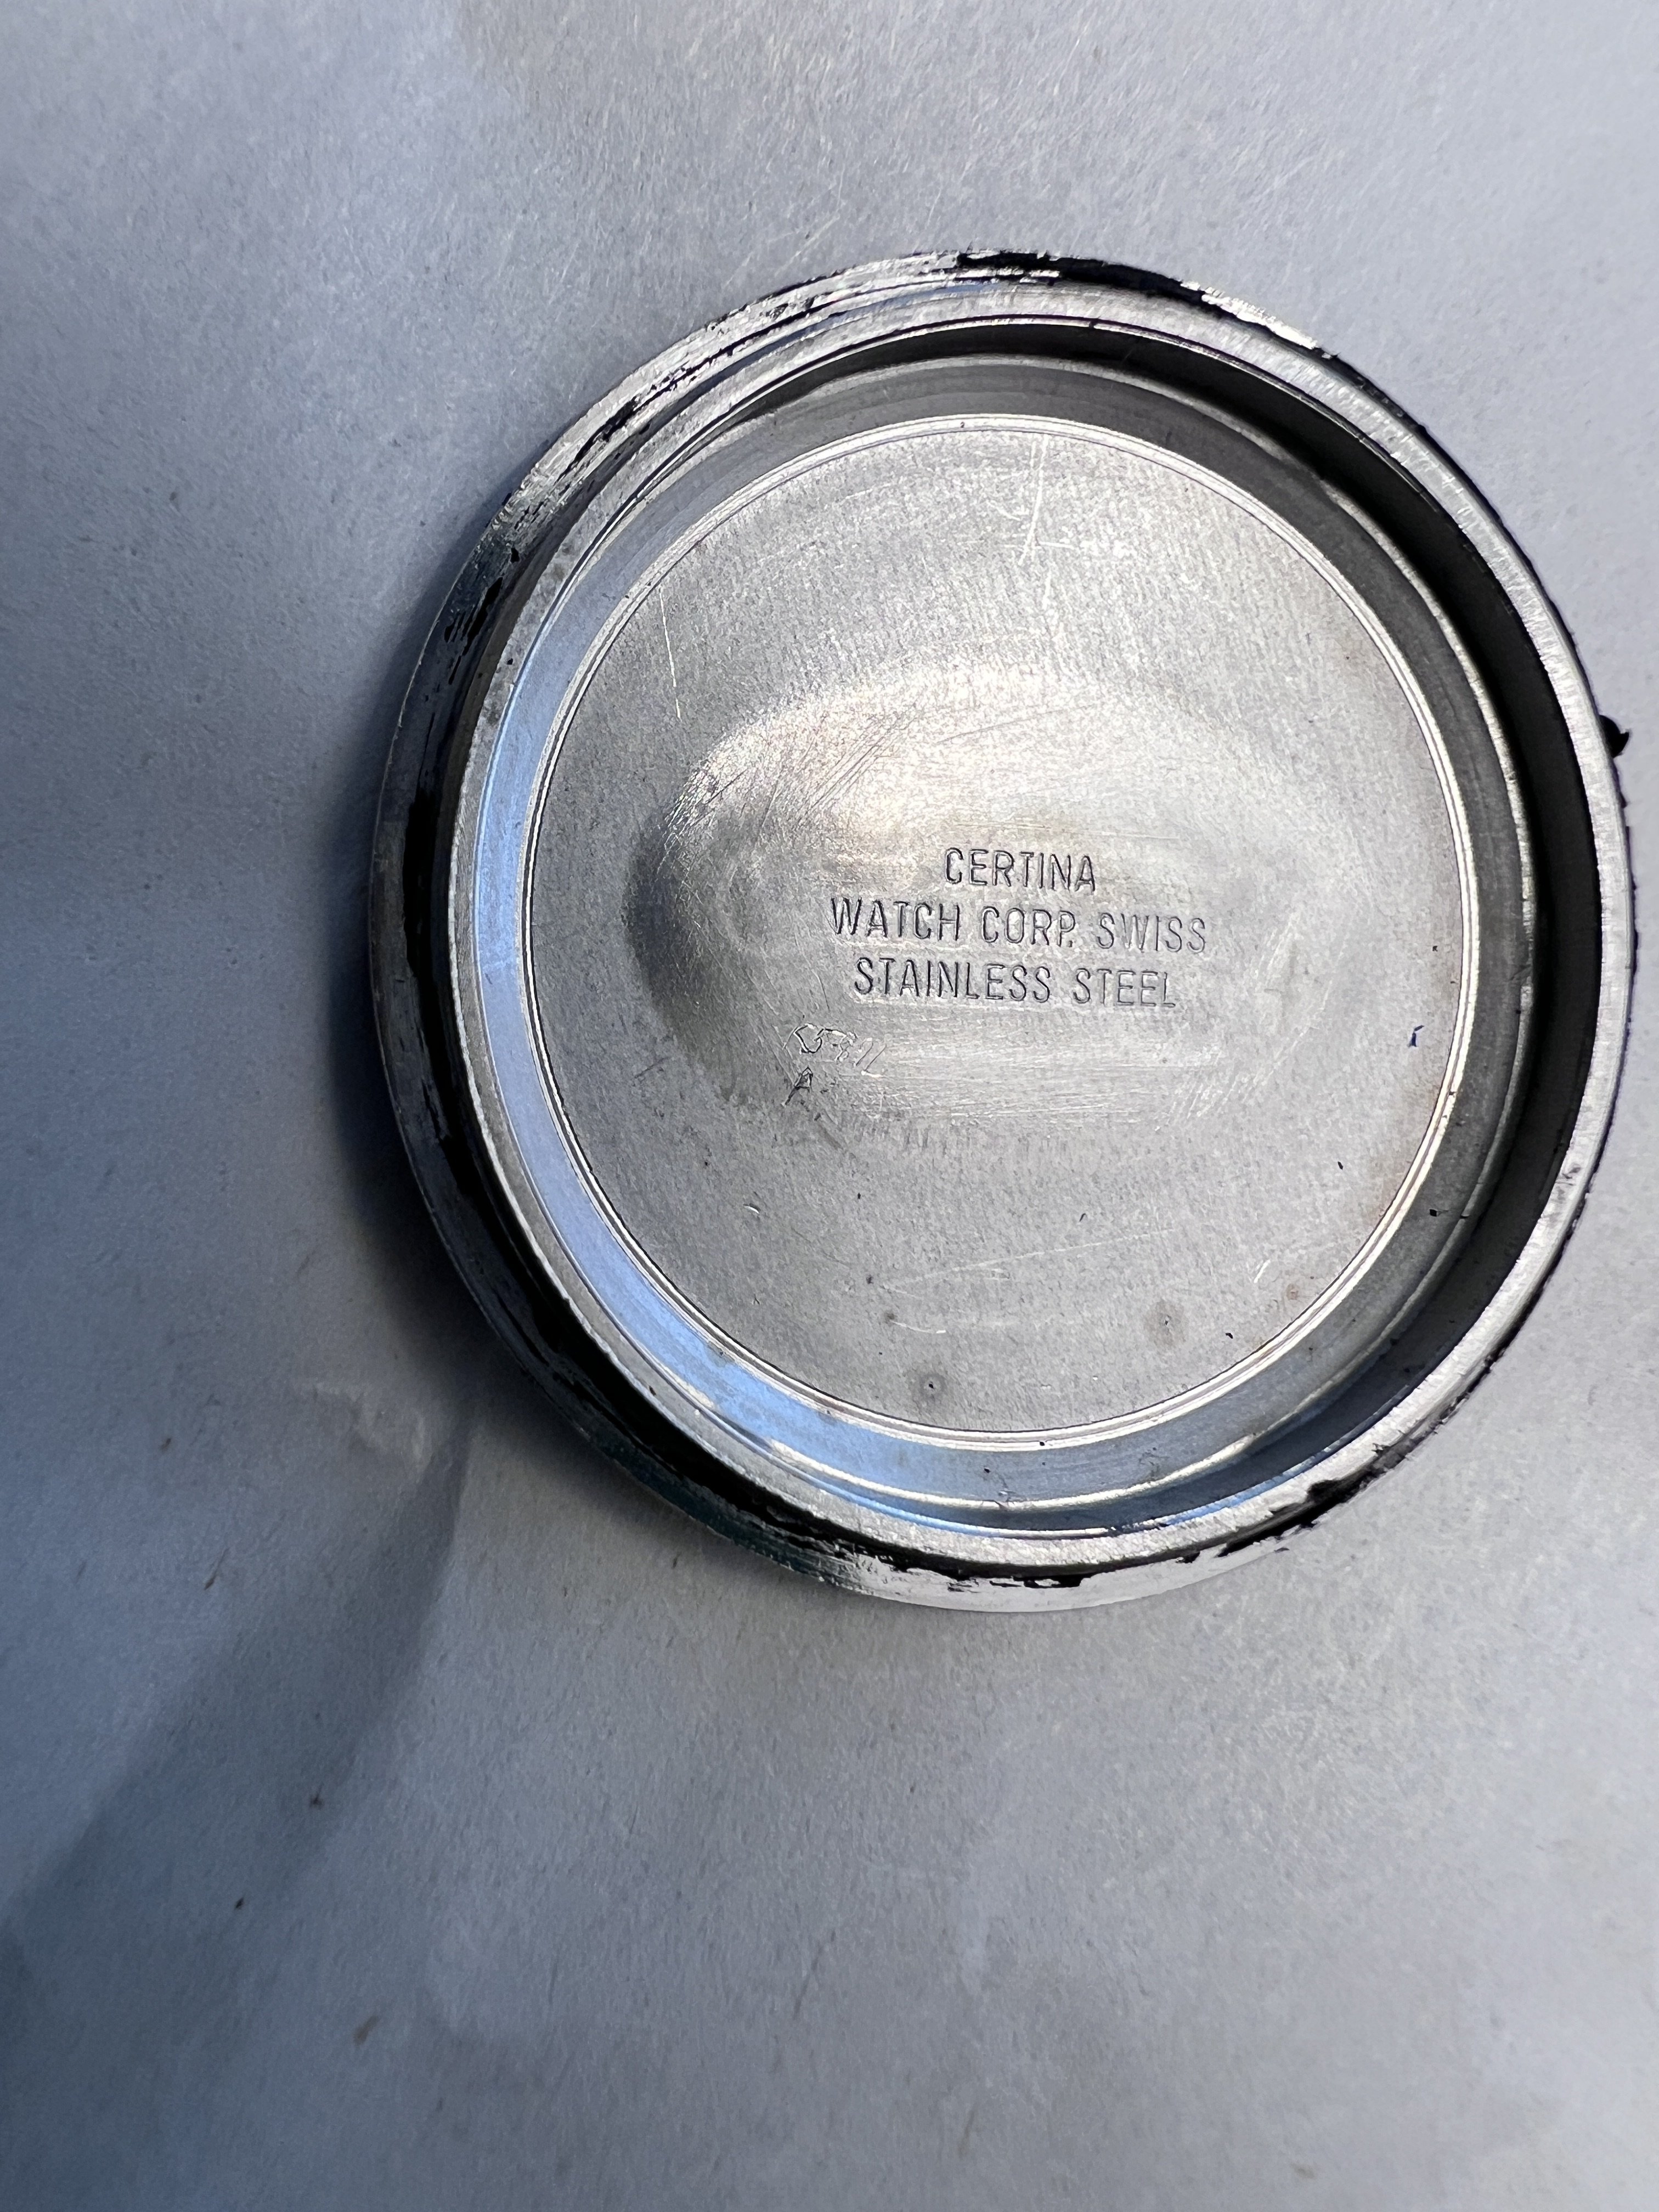 CERTINA
WATCH CORP. SWISS
STAINLESS STEEL